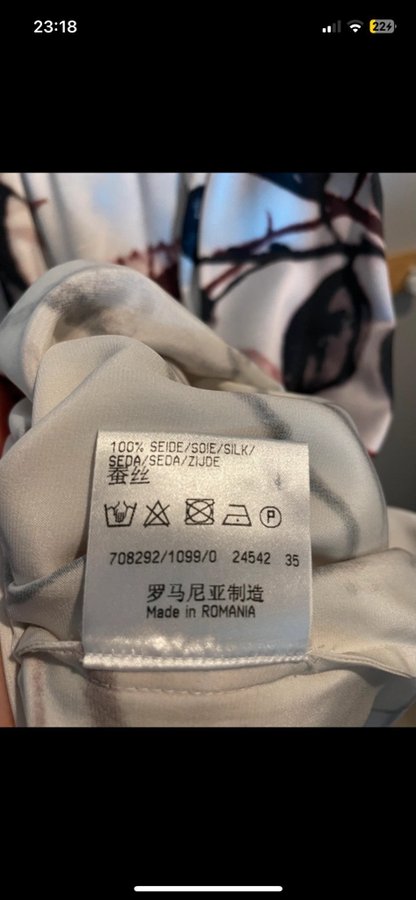 23:18
22
100% SEIDE/SOIE/SILK/
SEDA/SEDA/ZIJDE
蚕丝
P
708292/1099/0 24542 35
罗马尼亚制造
Made in ROMANIA